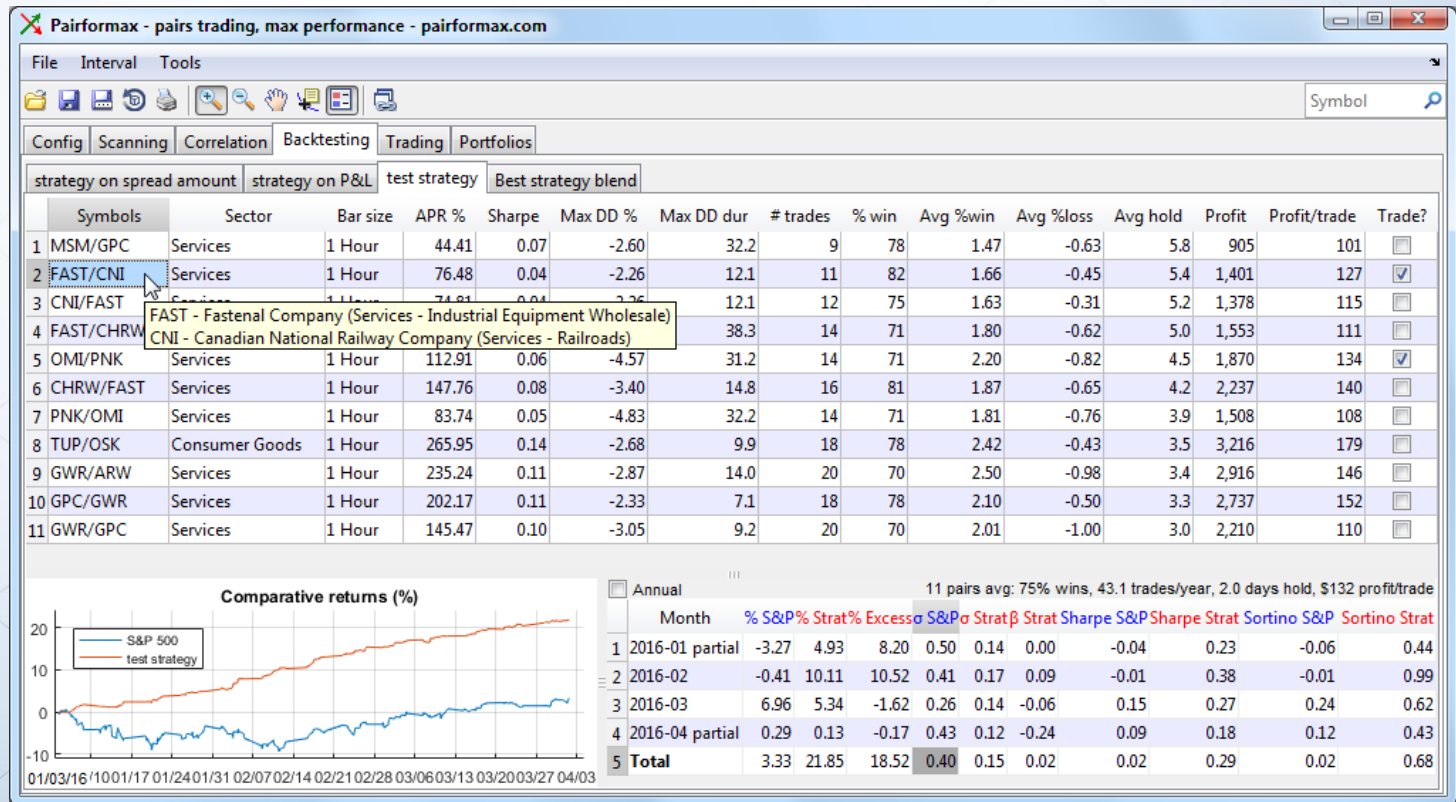 Pairformax - pairs trading, max performance - pairformax.com
File Interval Tools
Symbol
Config Scanning Correlation Backtesting Trading Portfolios
strategy on spread amount strategy on P&L test strategy Best strategy blend
Symbols Sector Bar size APR % Sharpe Max DD % Max DD dur # trades % win Avg %win Avg %loss Avg hold Profit Profit/trade Trade?
1 MSM/GPC Services 1 Hour 44.41 0.07 -2.60 32.2 9 78 1.47 -0.63 5.8 905 101
2 FAST/CNI Services 1 Hour 76.48 0.04 -2.26 12.1 11 82 1.66 -0.45 5.4 1,401 127
3 CNI/FAST 12.1 12 75 1.63 -0.31 5.2 1,378 115
FAST - Fastenal Company (Services - Industrial Equipment Wholesale)
CNI - Canadian National Railway Company (Services - Railroads)
4 FAST/CHRW 38.3 14 71 1.80 -0.62 5.0 1,553 111
5 OMI/PNK Services 1 Hour 112.91 0.06 -4.57 31.2 14 71 2.20 -0.82 4.5 1,870 134
6 CHRW/FAST Services 1 Hour 147.76 0.08 -3.40 14.8 16 81 1.87 -0.65 4.2 2,237 140
7 PNK/OMI Services 1 Hour 83.74 0.05 -4.83 32.2 14 71 1.81 -0.76 3.9 1,508 108
8 TUP/OSK Consumer Goods 1 Hour 265.95 0.14 -2.68 9.9 18 78 2.42 -0.43 3.5 3,216 179
9 GWR/ARW Services 1 Hour 235.24 0.11 -2.87 14.0 20 70 2.50 -0.98 3.4 2,916 146
10 GPC/GWR Services 1 Hour 202.17 0.11 -2.33 7.1 18 78 2.10 -0.50 3.3 2,737 152
11 GWR/GPC Services 1 Hour 145.47 0.10 -3.05 9.2 20 70 2.01 -1.00 3.0 2,210 110
Comparative returns (%)
S&P 500
test strategy
20
10
0
-10
01/03/16 /10 01/17 01/24 01/31 02/07 02/14 02/21 02/28 03/06 03/13 03/20 03/27 04/03
Annual 11 pairs avg: 75% wins, 43.1 trades/year, 2.0 days hold, $132 profit/trade
Month % S&P % Strat % Excess σ S&P σ Strat β Strat Sharpe S&P Sharpe Strat Sortino S&P Sortino Strat
1 2016-01 partial -3.27 4.93 8.20 0.50 0.14 0.00 -0.04 0.23 -0.06 0.44
2 2016-02 -0.41 10.11 10.52 0.41 0.17 0.09 -0.01 0.38 -0.01 0.99
3 2016-03 6.96 5.34 -1.62 0.26 0.14 -0.06 0.15 0.27 0.24 0.62
4 2016-04 partial 0.29 0.13 -0.17 0.43 0.12 -0.24 0.09 0.18 0.12 0.43
5 Total 3.33 21.85 18.52 0.40 0.15 0.02 0.02 0.29 0.02 0.68